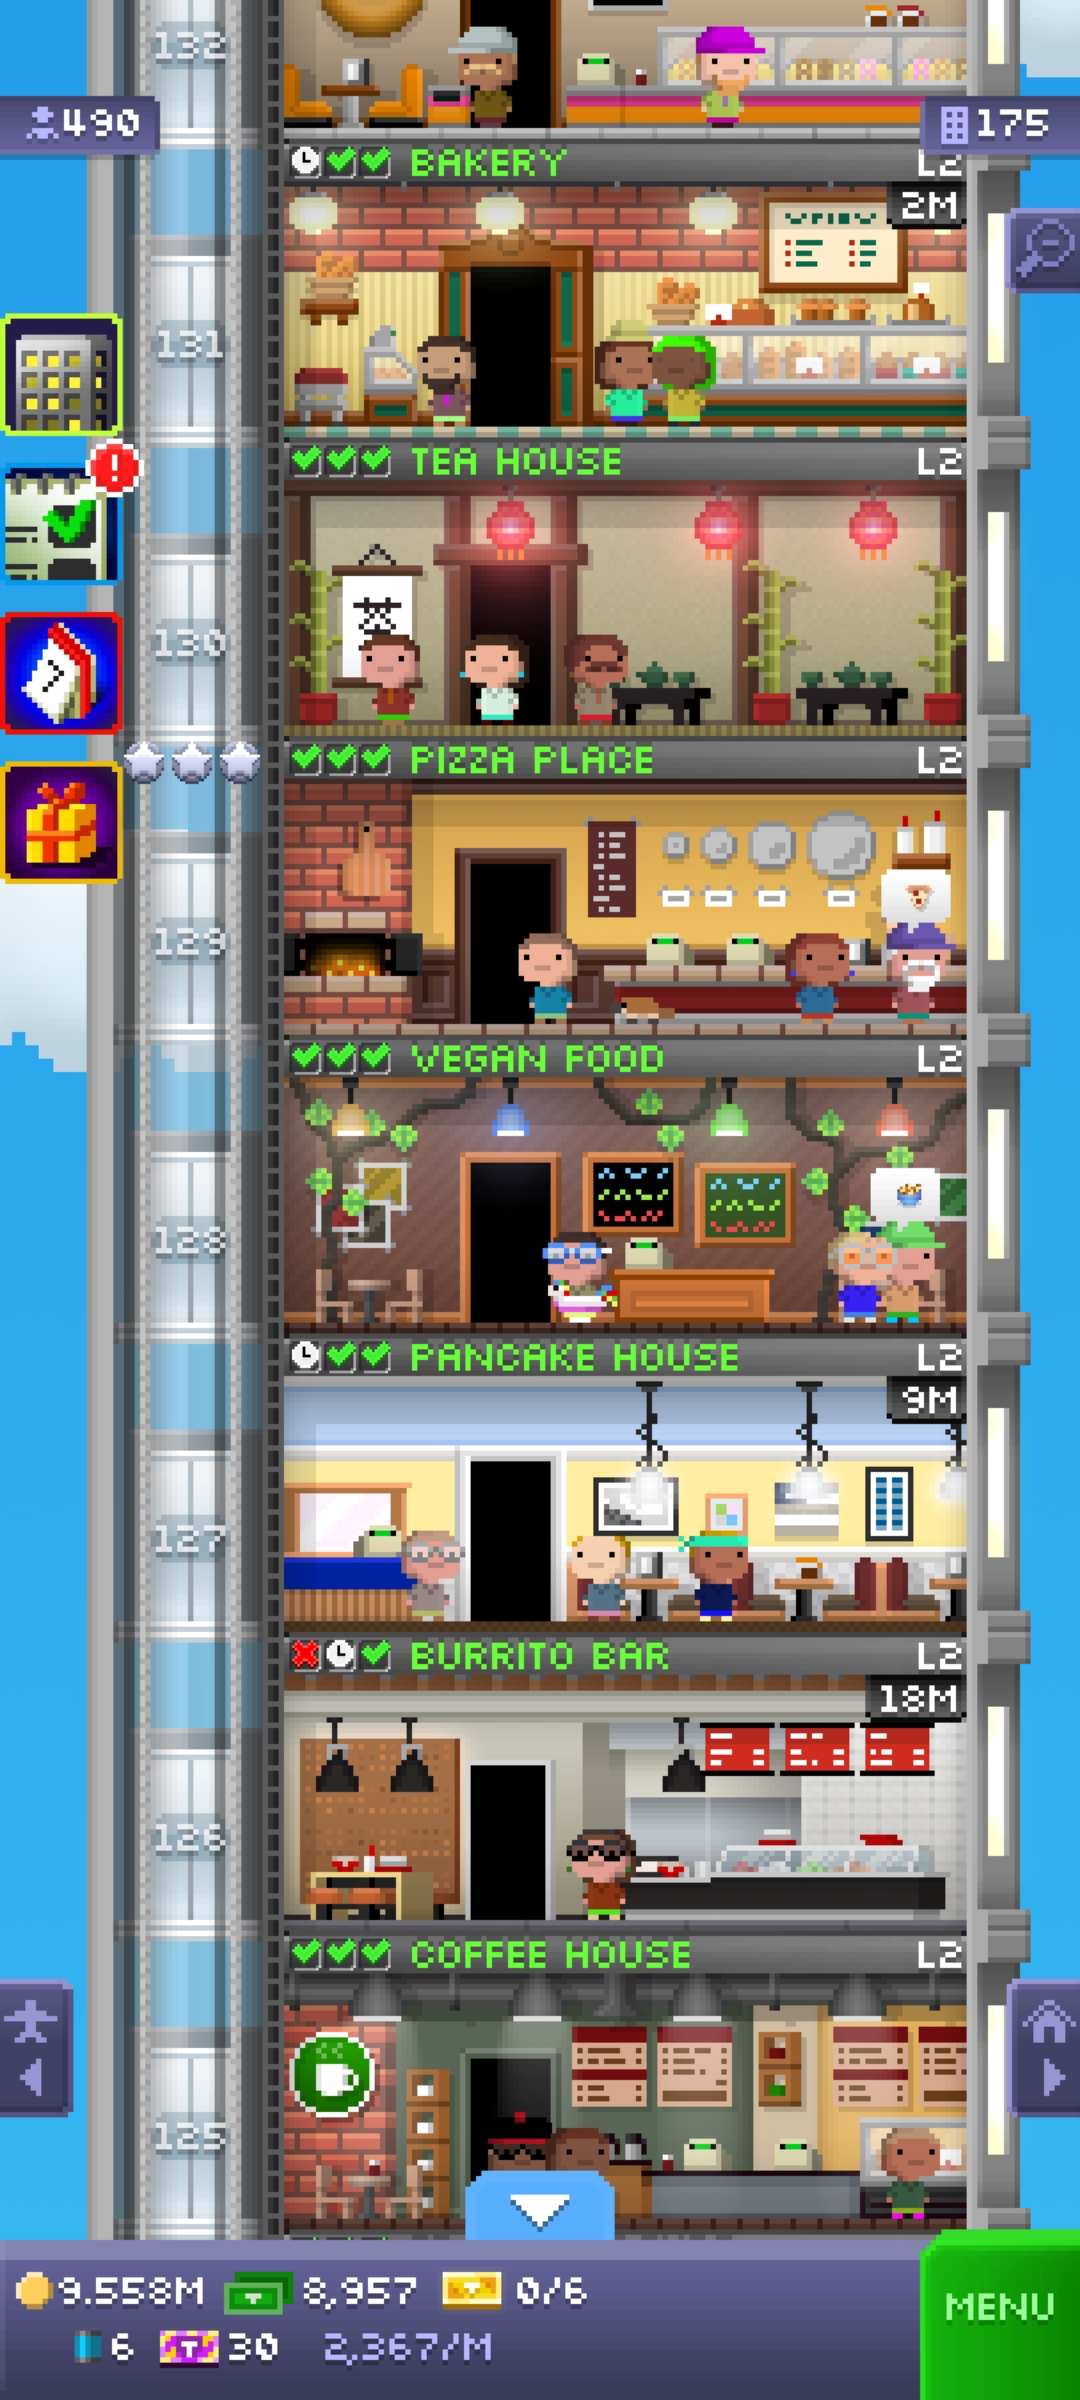 132
490
175
BAKERY L2
2M
131
TEA HOUSE L2
130
PIZZA PLACE L2
129
VEGAN FOOD L2
128
PANCAKE HOUSE L2
9M
127
BURRITO BAR L2
18M
126
COFFEE HOUSE L2
125
9.558M 8,957 0/6
MENU
6 T 30 2,367/M